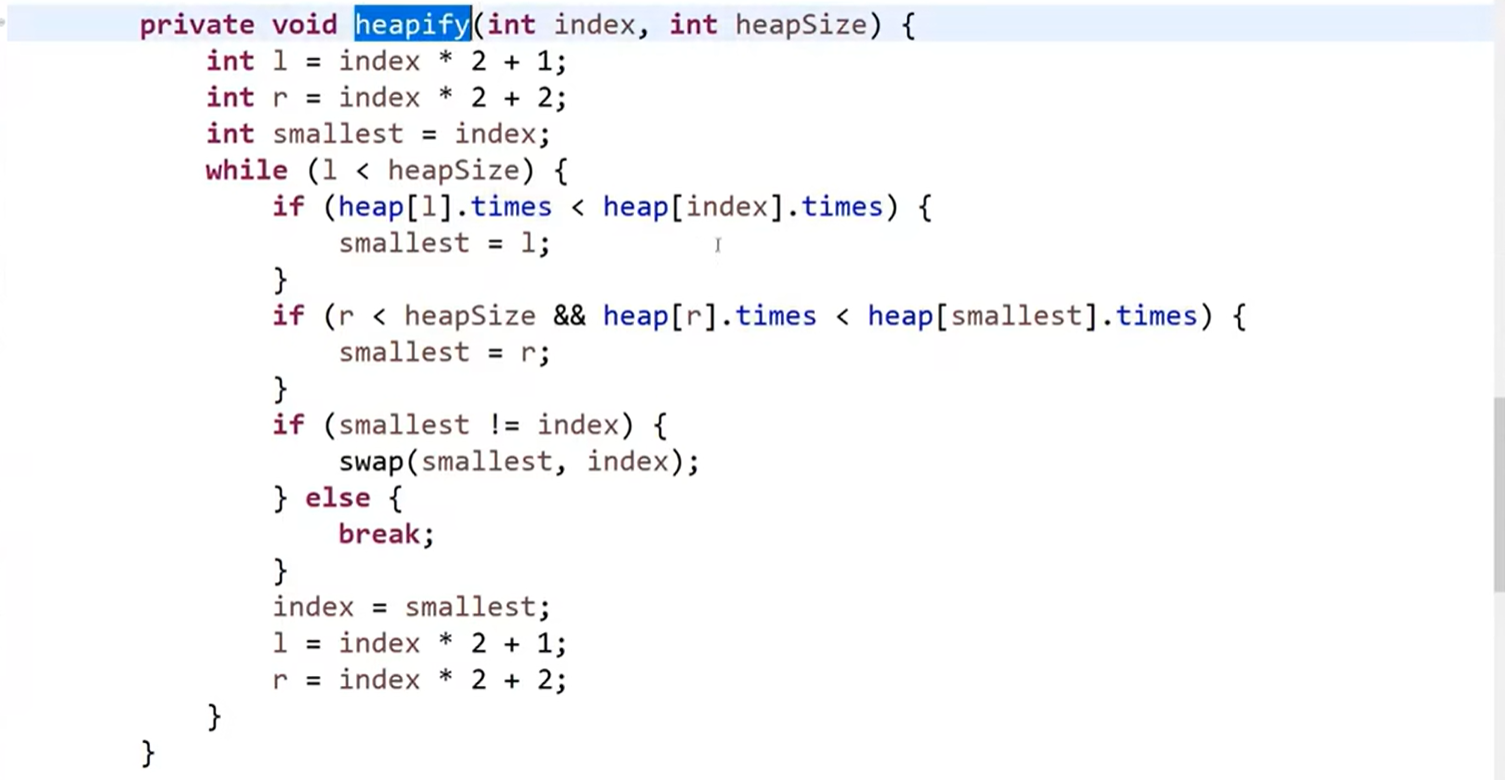 private void heapify(int index, int heapSize) {
int l = index * 2 + 1;
int r = index * 2 + 2;
int smallest = index;
while (l < heapSize) {
if (heap[l].times < heap[index].times) {
smallest = l;
}
if (r < heapSize && heap[r].times < heap[smallest].times) {
smallest = r;
}
if (smallest != index) {
swap(smallest, index);
} else {
break;
}
index = smallest;
l = index * 2 + 1;
r = index * 2 + 2;
}
}